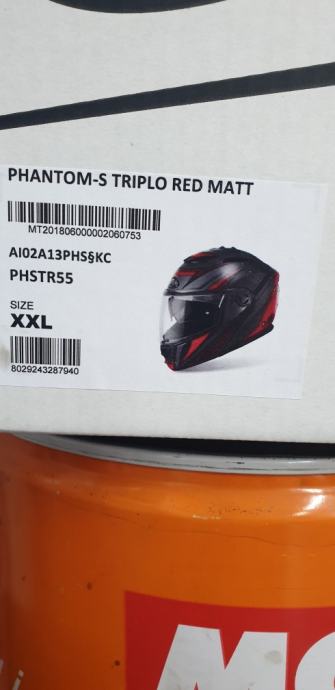 PHANTOM-S TRIPLO RED MATT
MT201806000002060753
AI02A13PHS§KC
PHSTR55
SIZE
XXL
8029243287940